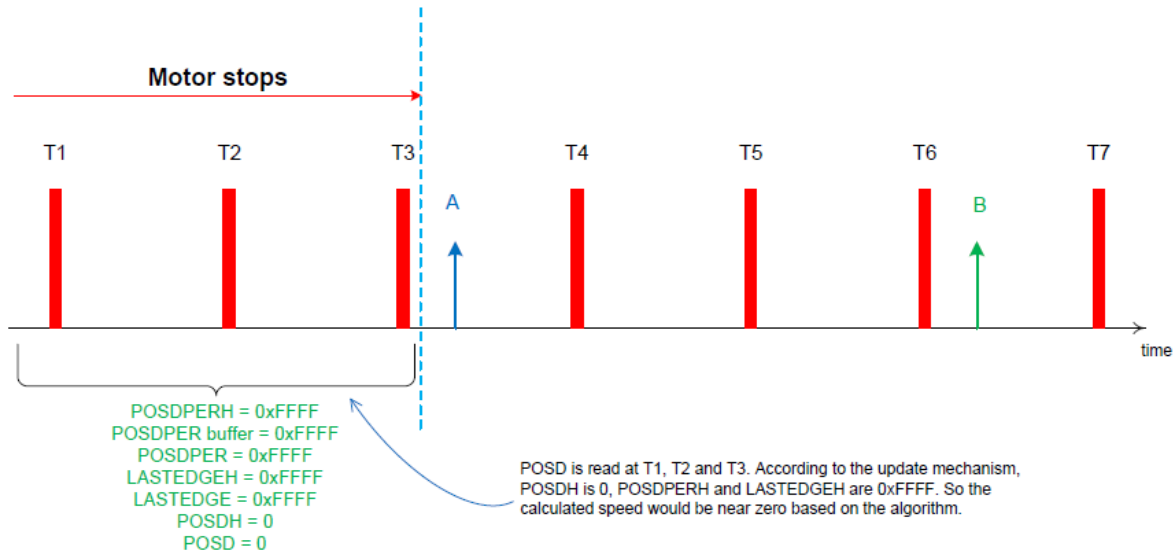 Motor stops
T1 T2 T3 T4 T5 T6 T7
A B
time
POSDPERH = 0xFFFF
POSDPER buffer = 0xFFFF
POSDPER = 0xFFFF
LASTEDGEH = 0xFFFF
LASTEDGE = 0xFFFF
POSDH = 0
POSD = 0
POSD is read at T1, T2 and T3. According to the update mechanism,
POSDH is 0, POSDPERH and LASTEDGEH are 0xFFFF. So the
calculated speed would be near zero based on the algorithm.